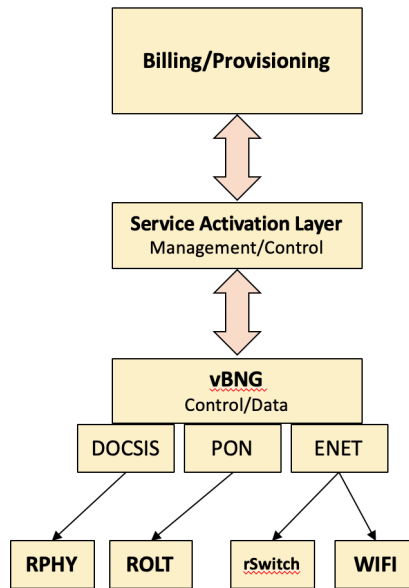 Billing/Provisioning
Service Activation Layer
Management/Control
vBNG
Control/Data
DOCSIS
PON
ENET
RPHY
ROLT
rSwitch
WIFI